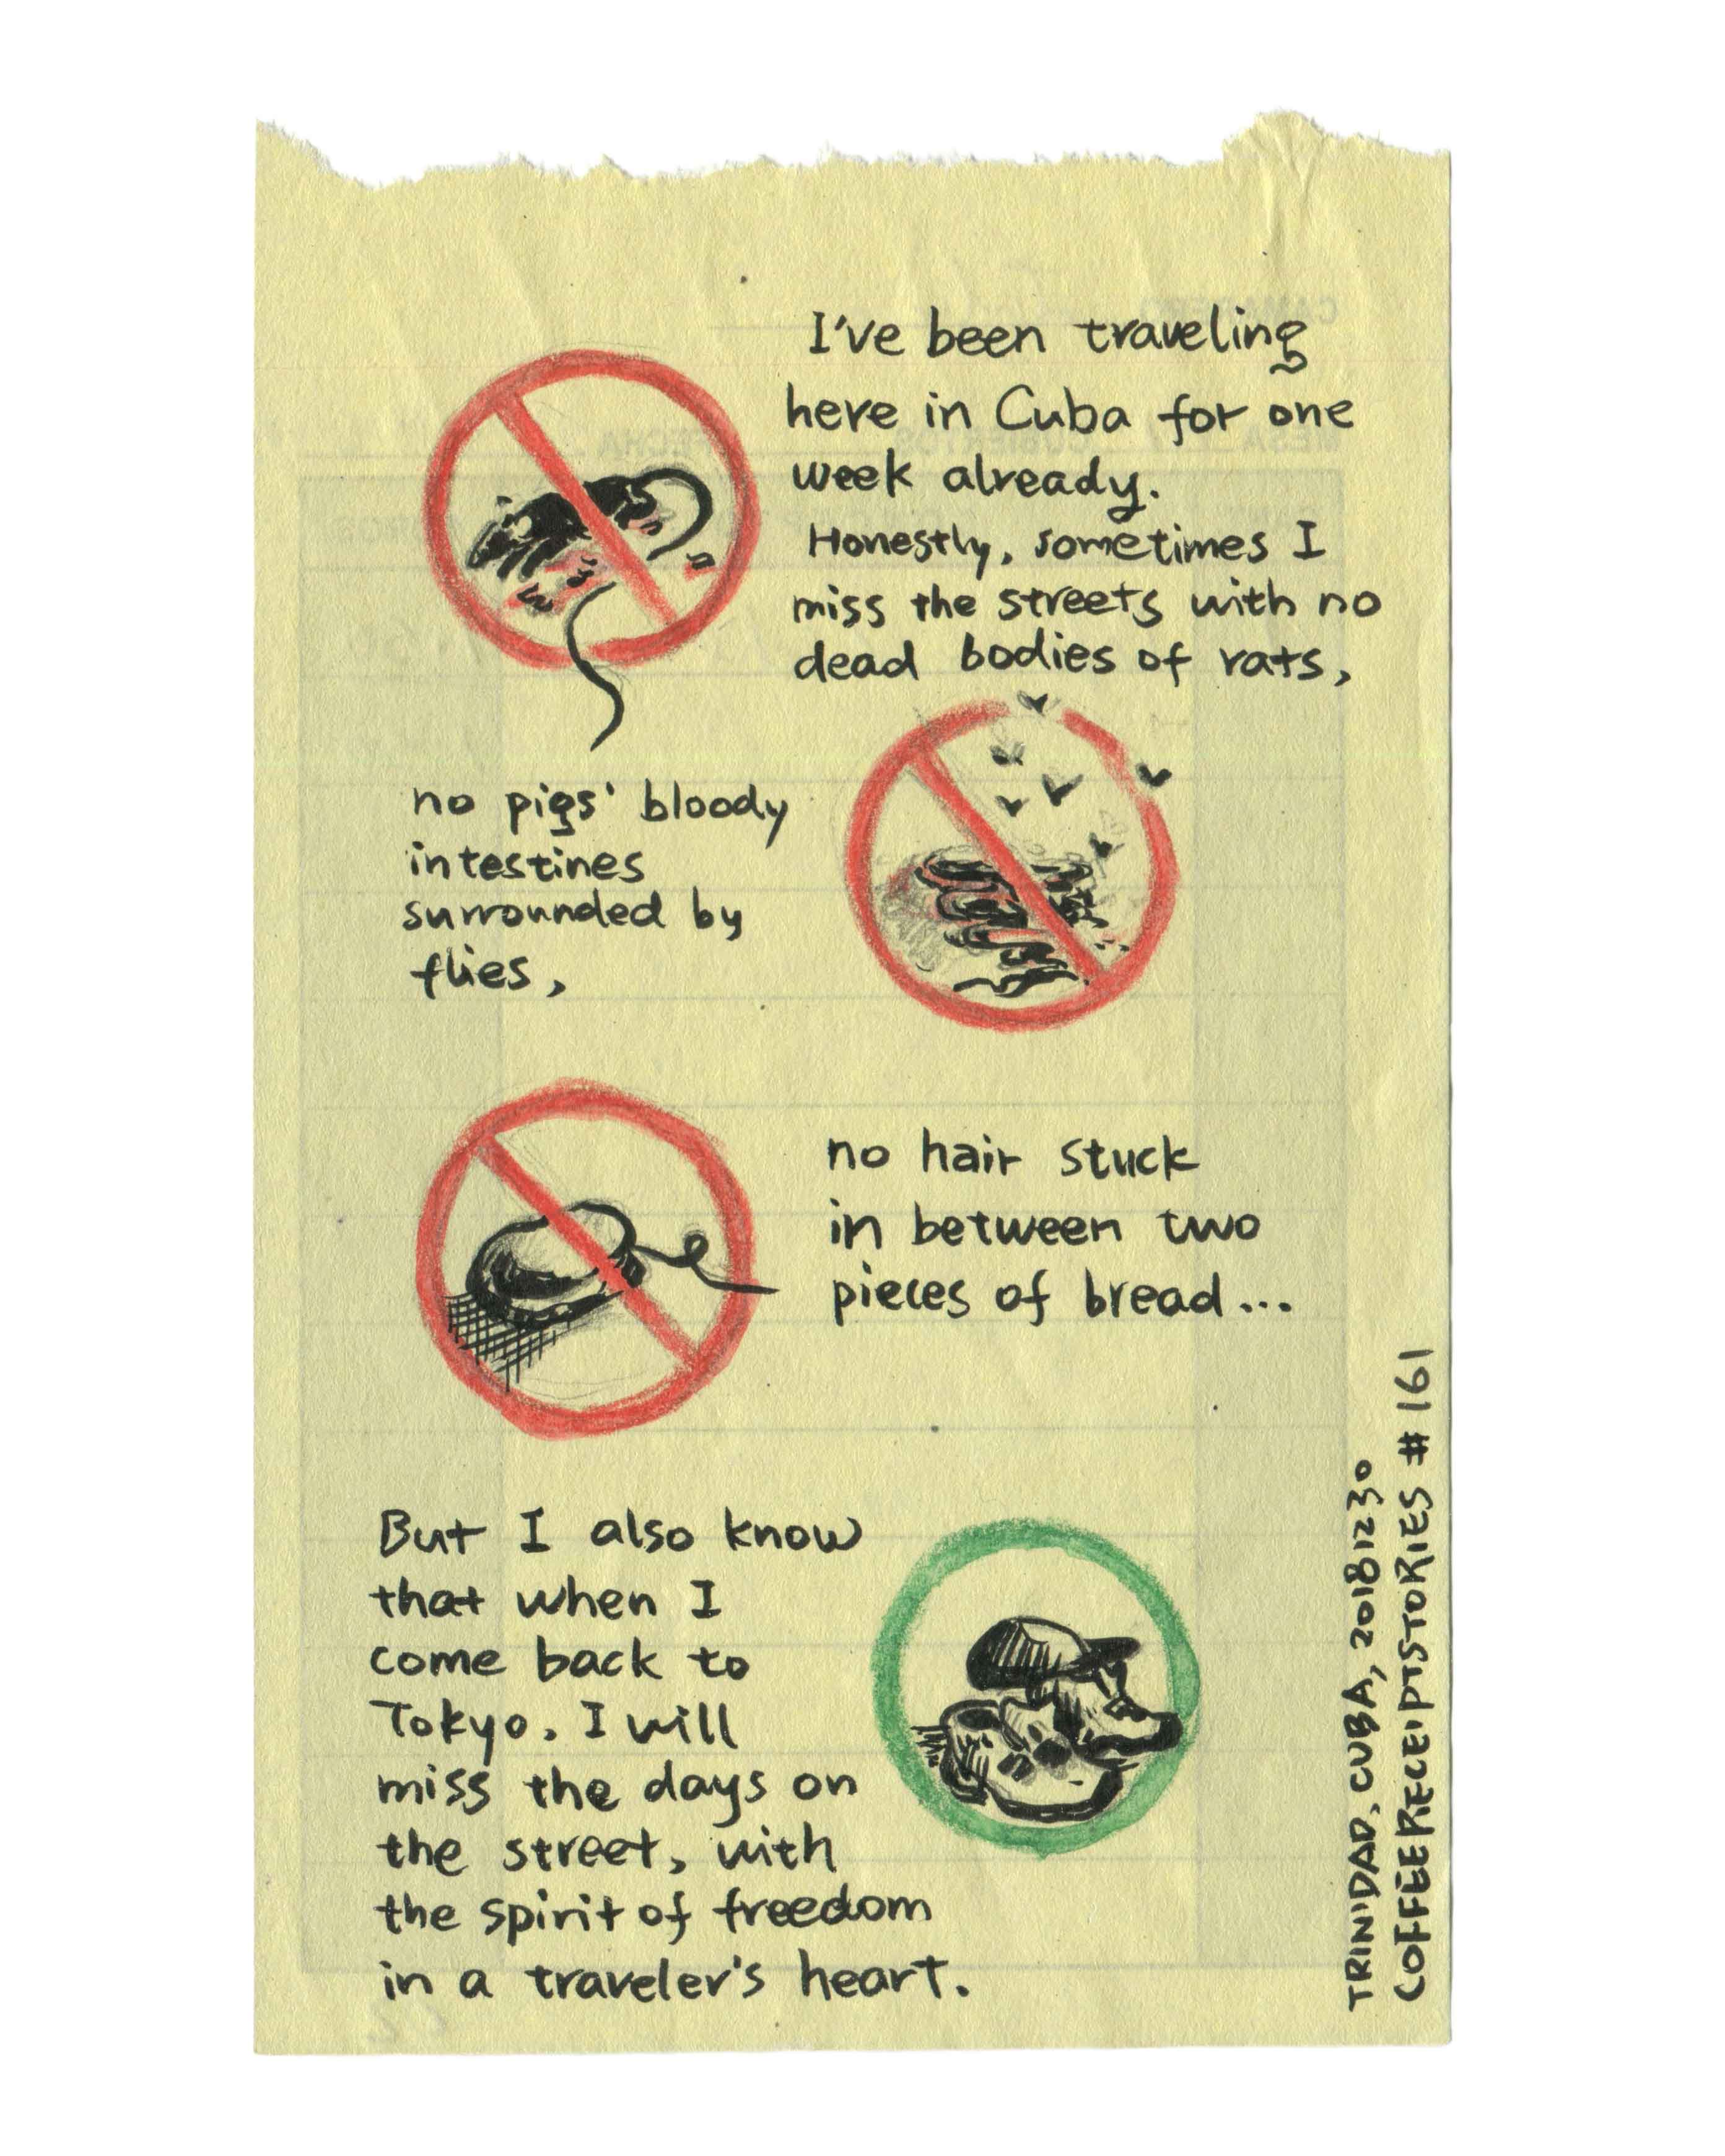 I've been traveling
here in Cuba for one
week already.
Honestly, sometimes I
miss the streets with no
dead bodies of rats,
no pigs' bloody
intestines
surrounded by
flies,
no hair stuck
in between two
pieces of bread...
But I also know
that when I
come back to
Tokyo, I will
miss the days on
the street, with
the spirit of freedom
in a traveler's heart.
TRINIDAD, CUBA, 20181230
COFFEERECEIPTSTORIES #161